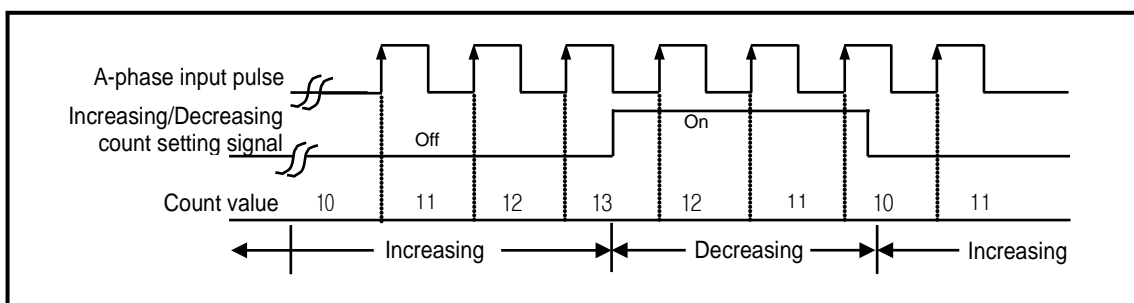 A-phase input pulse
Increasing/Decreasing
count setting signal
Off
On
Count value
10
11
12
13
12
11
10
11
Increasing
Decreasing
Increasing